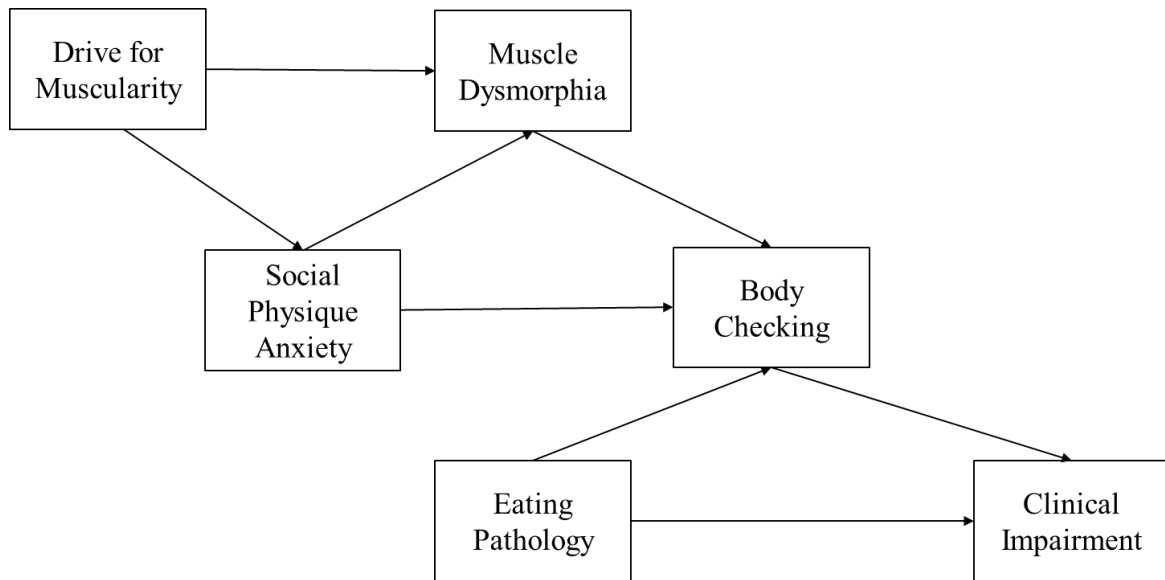 Drive for
Muscularity
Muscle
Dysmorphia
Social
Physique
Anxiety
Body
Checking
Eating
Pathology
Clinical
Impairment